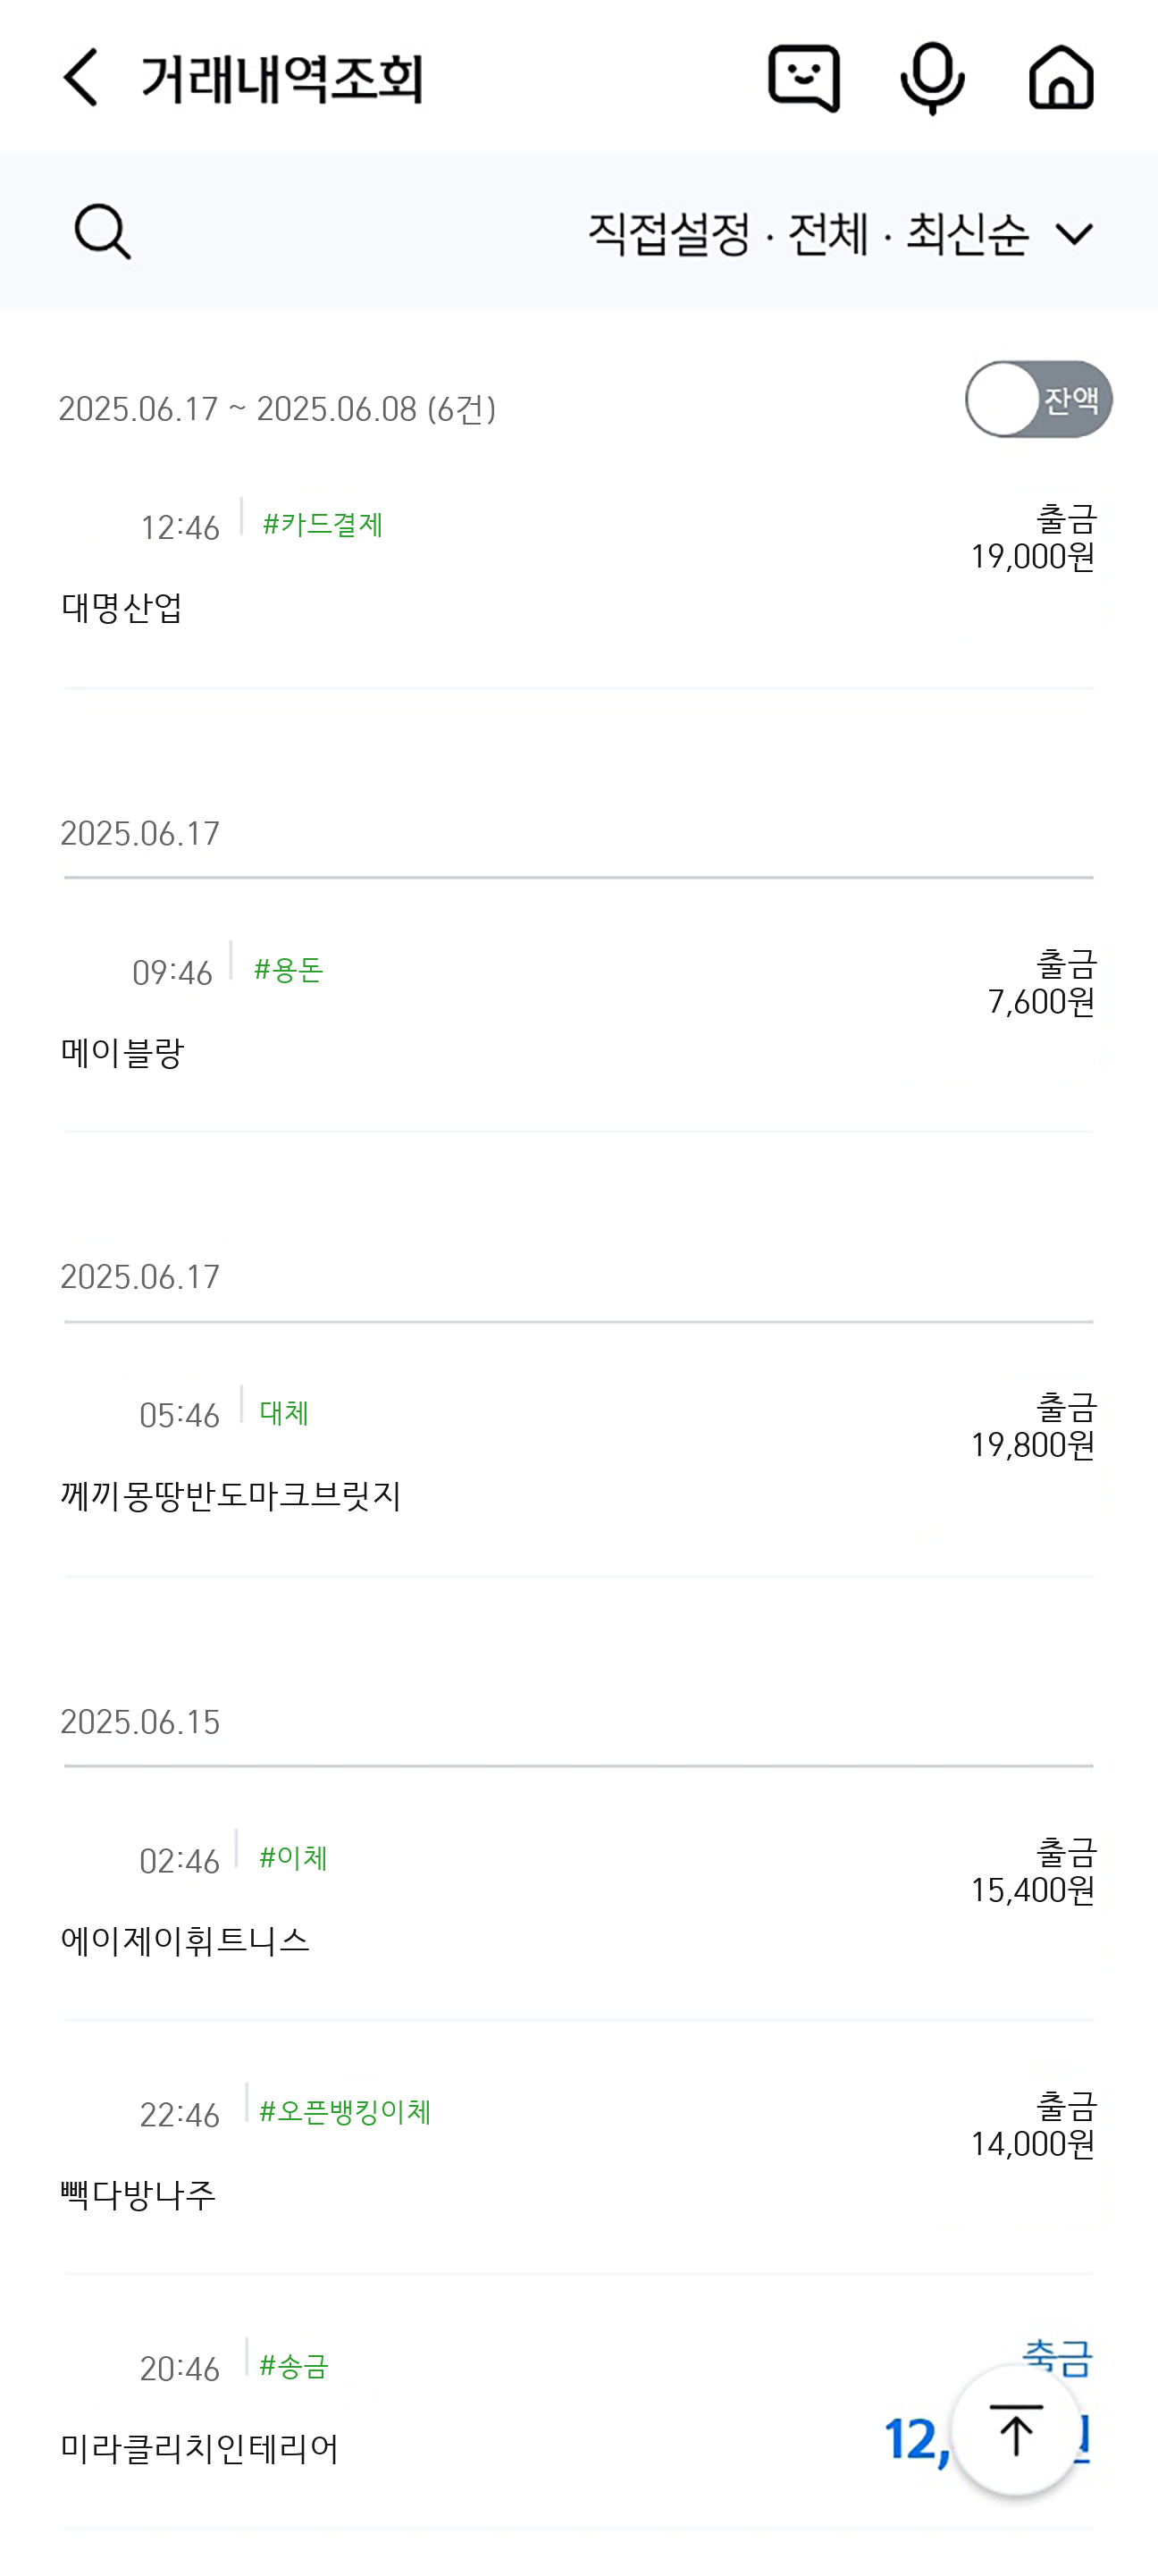 거래내역조회
직접설정 · 전체 · 최신순
2025.06.17 ~ 2025.06.08 (6건)
잔액
12:46 #카드결제
출금
19,000원
대명산업
2025.06.17
09:46 #용돈
출금
7,600원
메이블랑
2025.06.17
05:46 대체
출금
19,800원
께끼몽땅반도마크브릿지
2025.06.15
02:46 #이체
출금
15,400원
에이제이휘트니스
22:46 #오픈뱅킹이체
출금
14,000원
빽다방나주
20:46 #송금
출금
12,
미라클리치인테리어